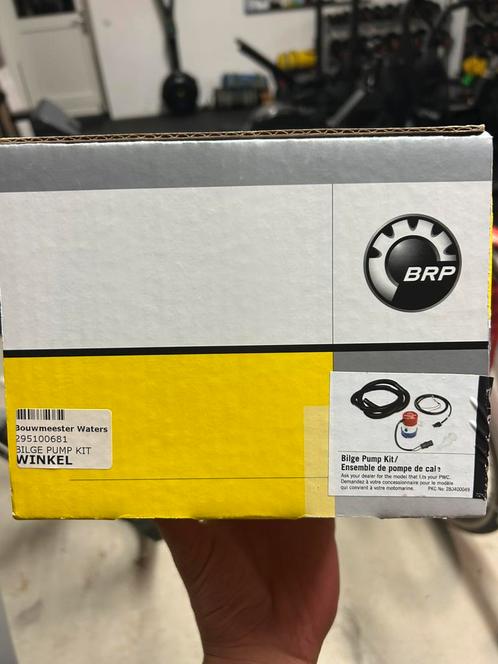 BRP
Bouwmeester Waters
295100681
BILGE PUMP KIT
WINKEL
Bilge Pump Kit/
Ensemble de pompe de cale
Ask your dealer for the model that fits your PWC.
Demandez à votre concessionnaire pour le modèle
qui convient à votre motomarine.
PKG No: 28J400049